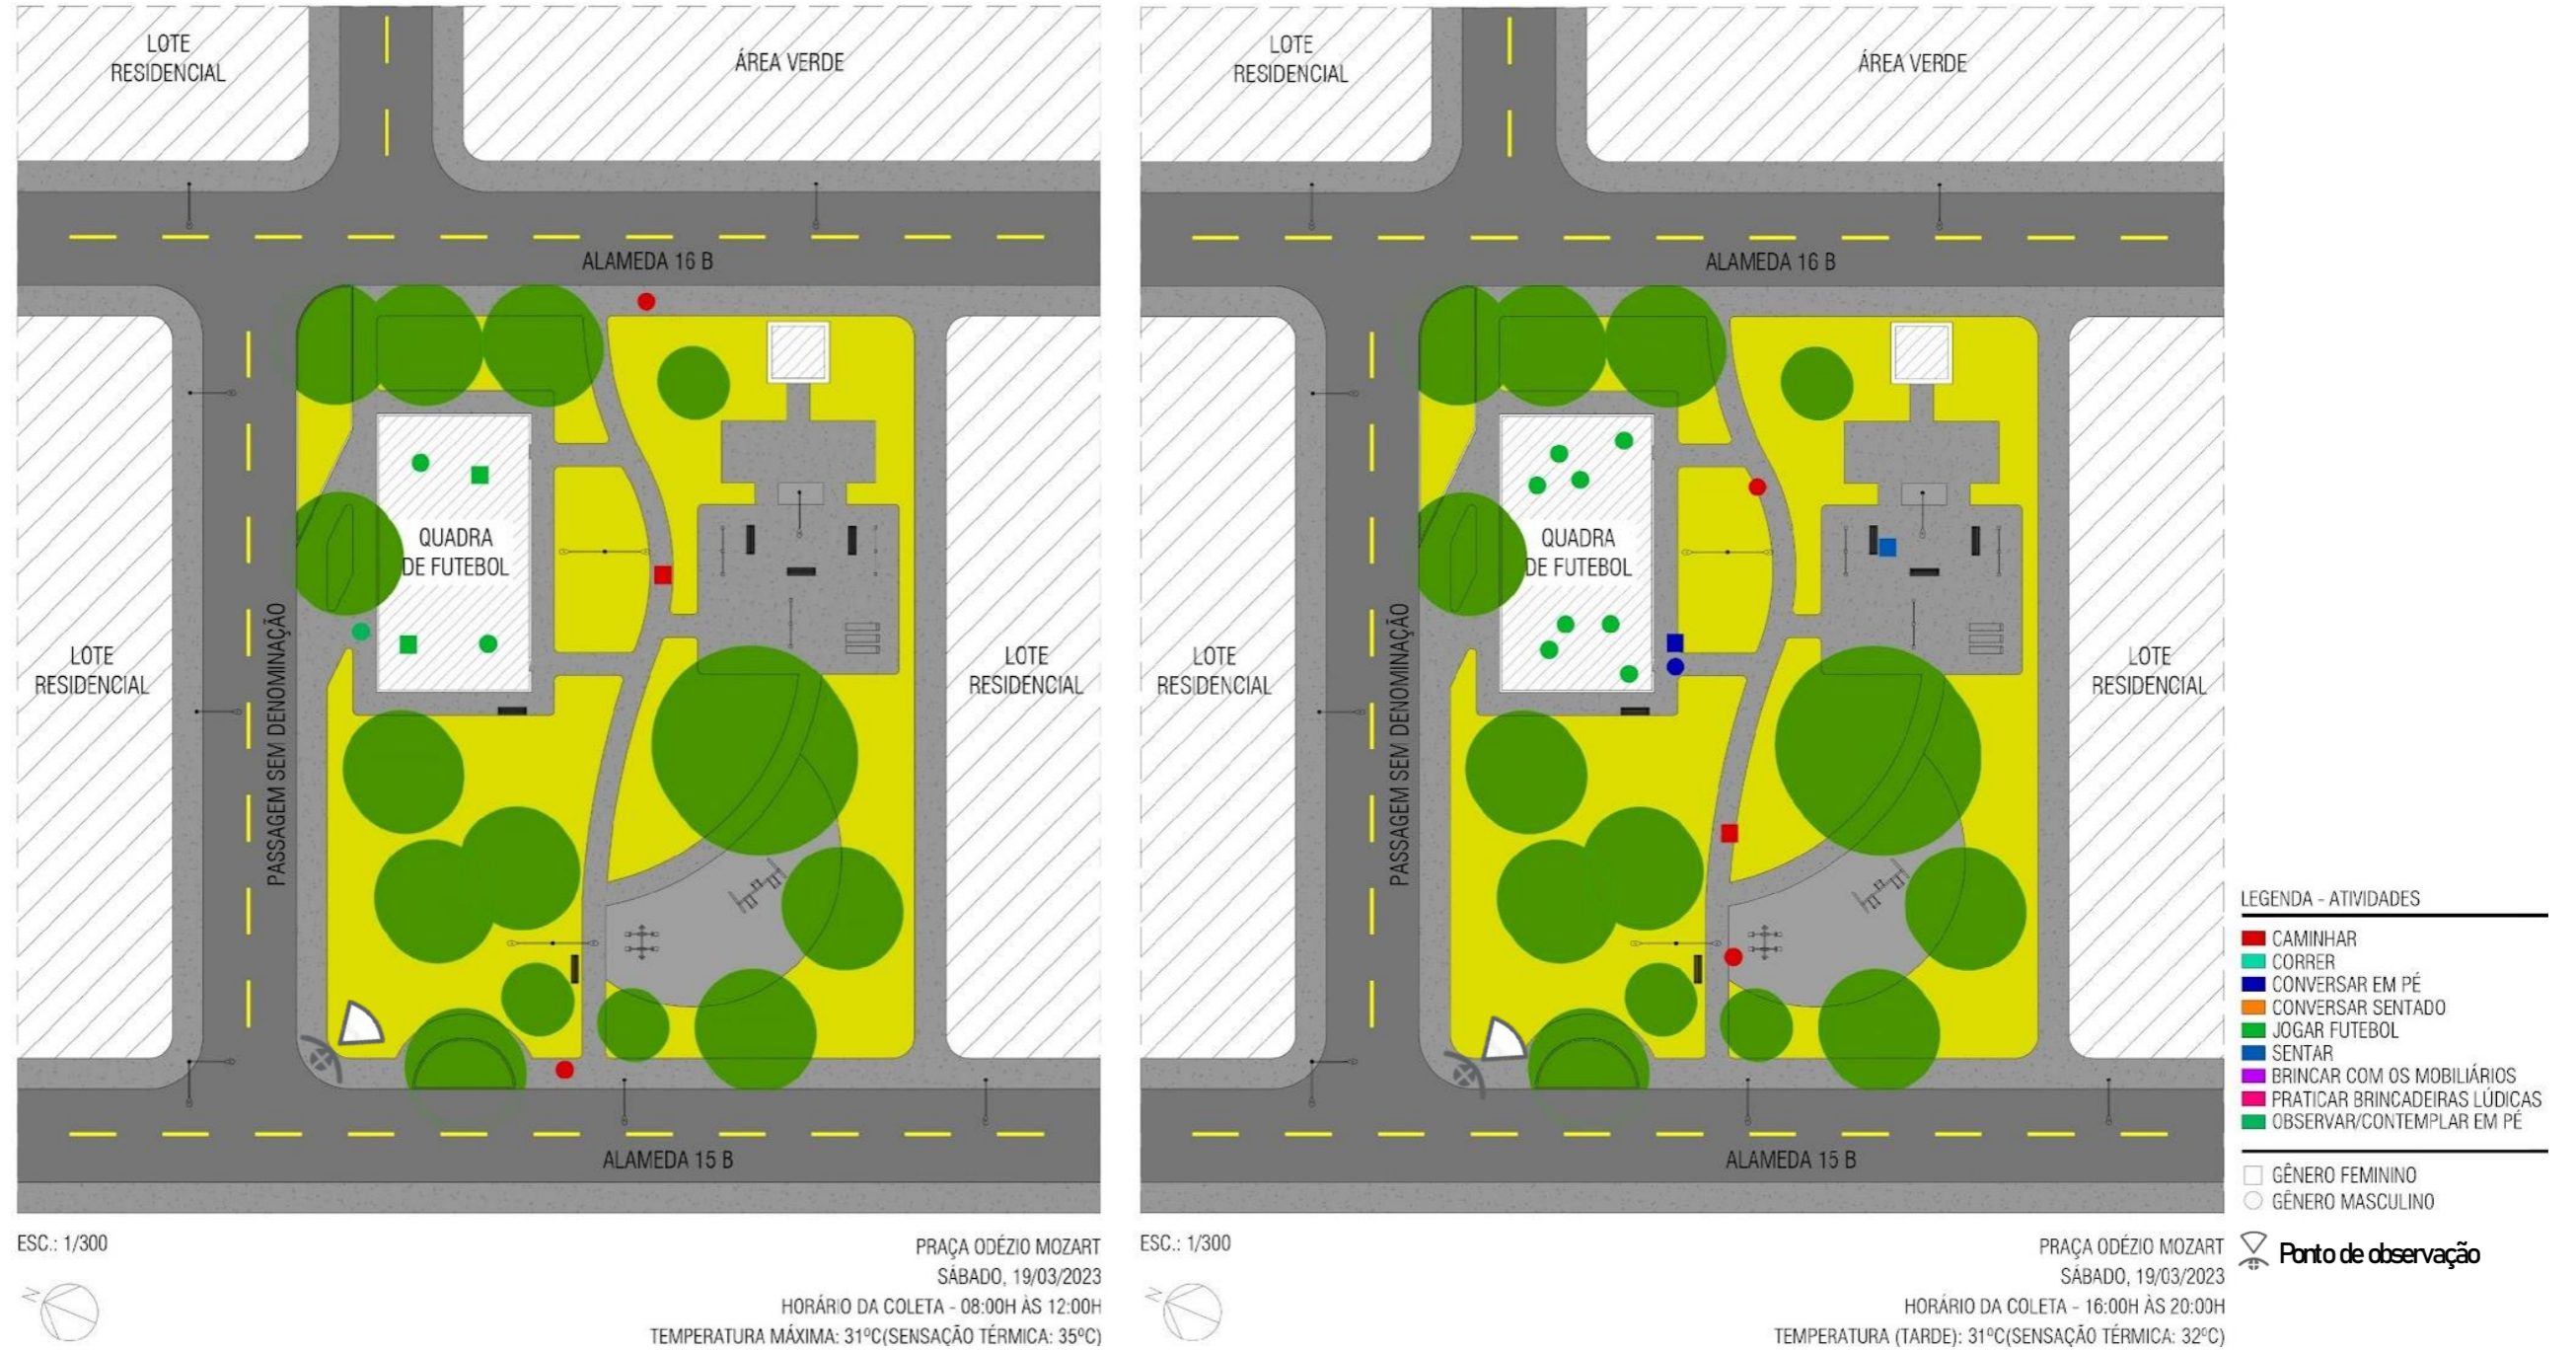 LOTE
RESIDENCIAL
ÁREA VERDE
ALAMEDA 16 B
QUADRA
DE FUTEBOL
LOTE
RESIDENCIAL
PASSAGEM SEM DENOMINAÇÃO
LOTE
RESIDENCIAL
ALAMEDA 15 B
ESC.: 1/300
N
PRAÇA ODÉZIO MOZART
SÁBADO, 19/03/2023
HORÁRIO DA COLETA - 08:00H ÀS 12:00H
TEMPERATURA MÁXIMA: 31ºC(SENSAÇÃO TÉRMICA: 35ºC)
LOTE
RESIDENCIAL
ÁREA VERDE
ALAMEDA 16 B
QUADRA
DE FUTEBOL
LOTE
RESIDENCIAL
PASSAGEM SEM DENOMINAÇÃO
LOTE
RESIDENCIAL
ALAMEDA 15 B
ESC.: 1/300
N
PRAÇA ODÉZIO MOZART
SÁBADO, 19/03/2023
HORÁRIO DA COLETA - 16:00H ÀS 20:00H
TEMPERATURA (TARDE): 31ºC(SENSAÇÃO TÉRMICA: 32ºC)
LEGENDA - ATIVIDADES
CAMINHAR
CORRER
CONVERSAR EM PÉ
CONVERSAR SENTADO
JOGAR FUTEBOL
SENTAR
BRINCAR COM OS MOBILIÁRIOS
PRATICAR BRINCADEIRAS LÚDICAS
OBSERVAR/CONTEMPLAR EM PÉ
GÊNERO FEMININO
GÊNERO MASCULINO
Ponto de observação